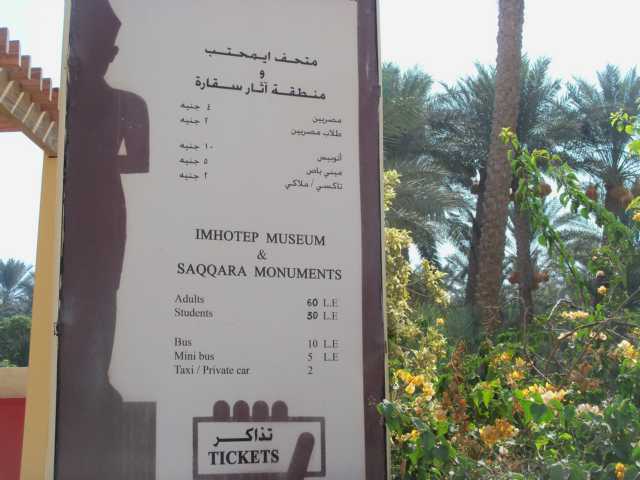 متحف ايمحتب
و
منطقة آثار سقارة
مصريين ٤ جنيه
طلاب مصريين ٢ جنيه
أتوبيس ١٠ جنيه
ميني باص ٥ جنيه
تاكسي / ملاكي ٢ جنيه
IMHOTEP MUSEUM
&
SAQQARA MONUMENTS
Adults 60 L.E
Students 30 L.E
Bus 10 L.E
Mini bus 5 L.E
Taxi / Private car 2
تذاكر
TICKETS